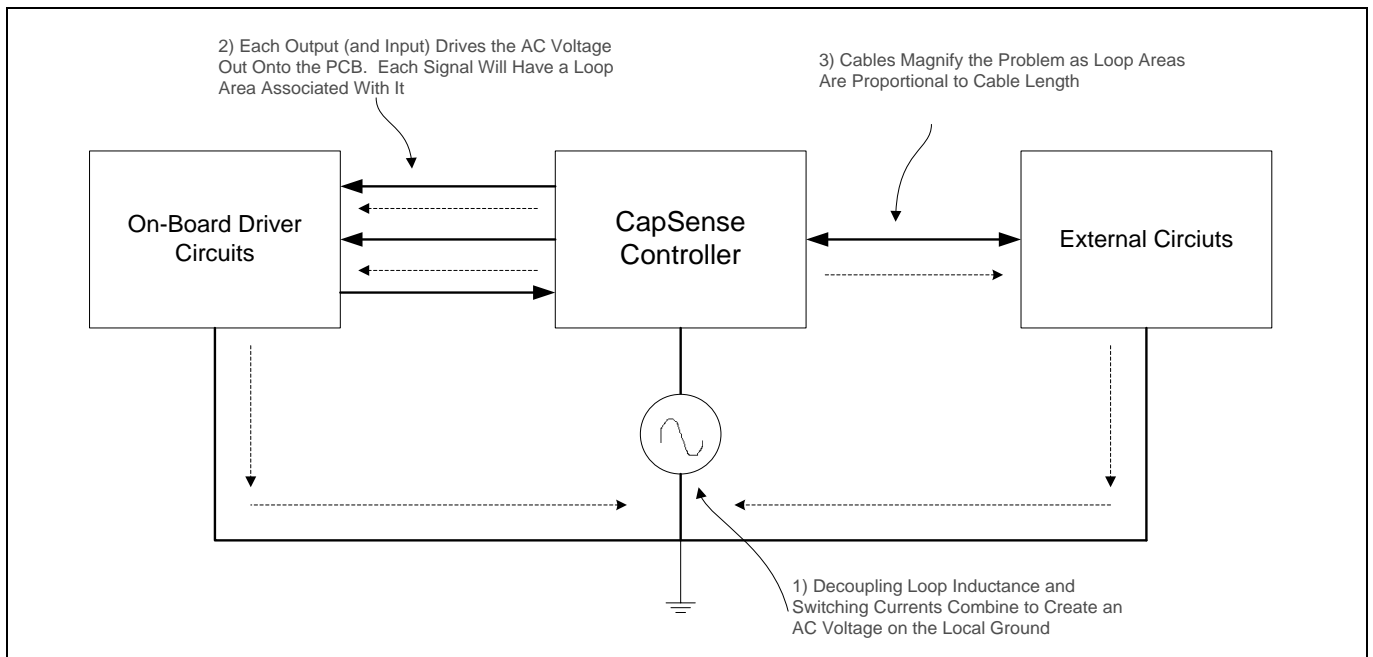 2) Each Output (and Input) Drives the AC Voltage
Out Onto the PCB.  Each Signal Will Have a Loop
Area Associated With It
3) Cables Magnify the Problem as Loop Areas
Are Proportional to Cable Length
On-Board Driver
Circuits
CapSense
Controller
External Circiuts
1) Decoupling Loop Inductance and
Switching Currents Combine to Create an
AC Voltage on the Local Ground